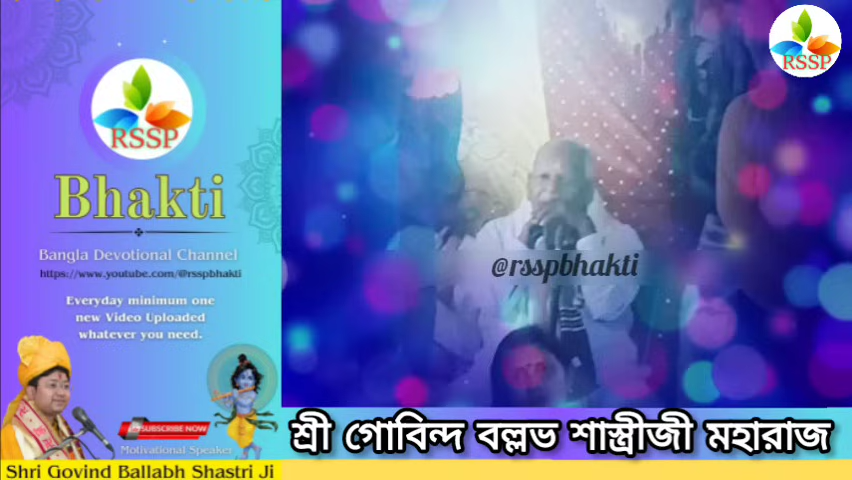 RSSP
Bhakti
Bangla Devotional Channel
https://www.youtube.com/@rsspbhakti
Everyday minimum one
new Video Uploaded
whatever you need.
SUBSCRIBE NOW
Motivational Speaker
Shri Govind Ballabh Shastri Ji
RSSP
@rsspbhakti
শ্রী গোবিন্দ বল্লভ শাস্ত্রীজী মহারাজ